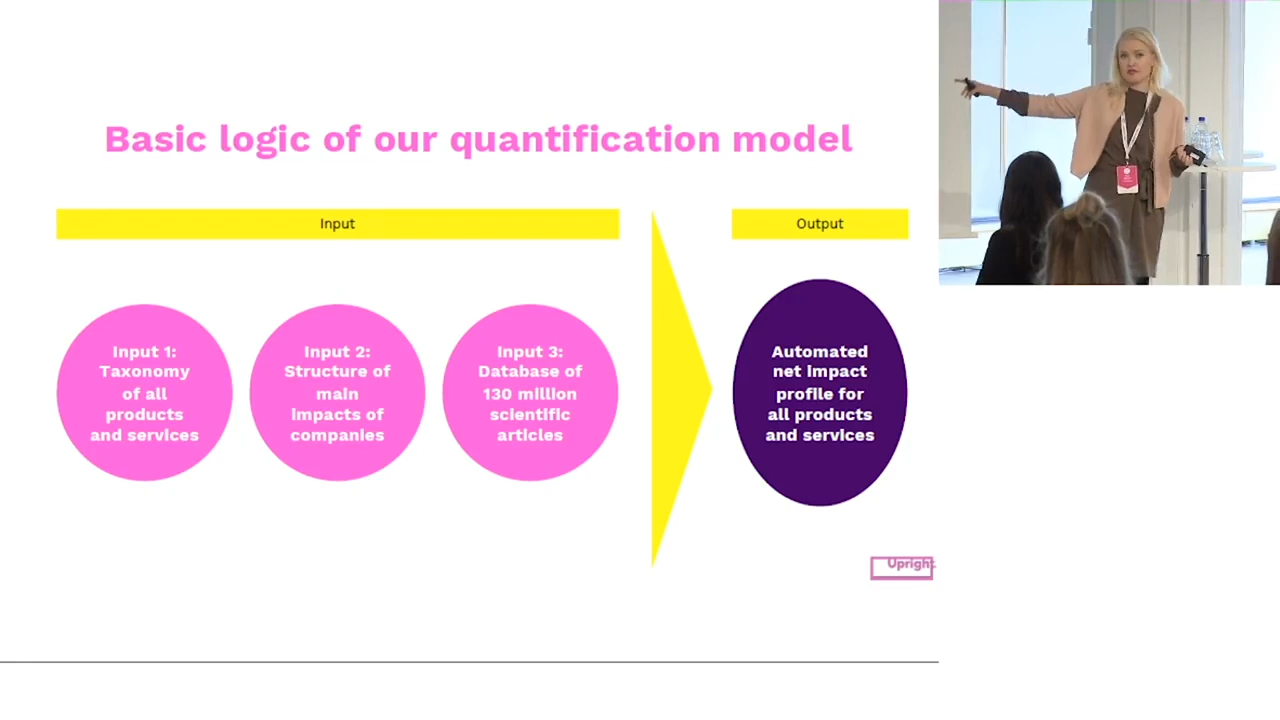 Basic logic of our quantification model
Input
Output
Input 1:
Taxonomy
of all
products
and services
Input 2:
Structure of
main
impacts of
companies
Input 3:
Database of
130 million
scientific
articles
Automated
net impact
profile for
all products
and services
Upright